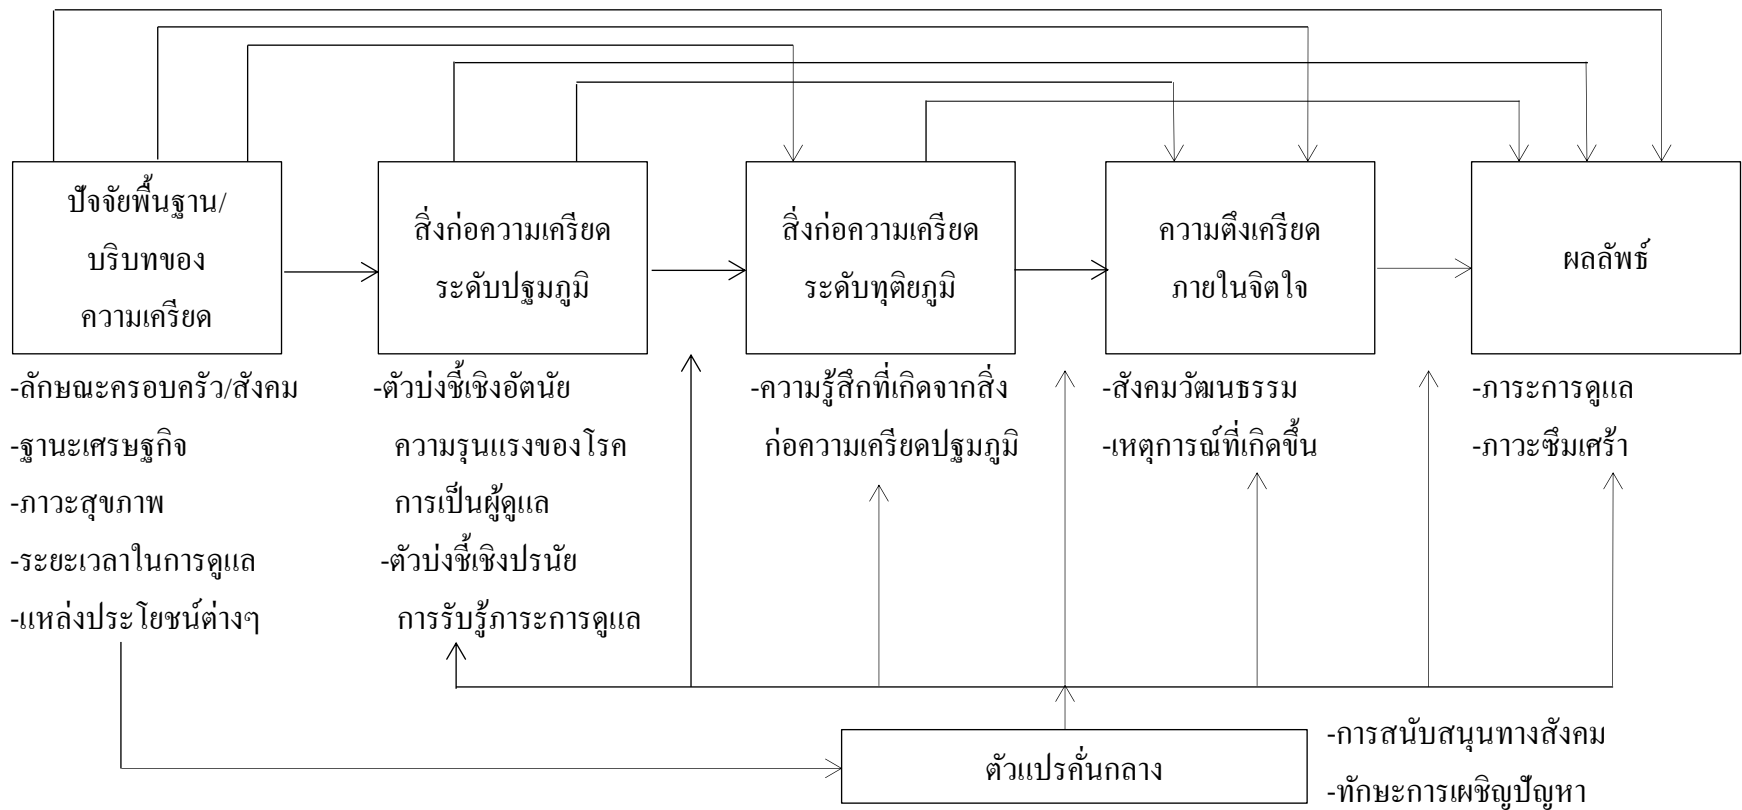 ปัจจัยพื้นฐาน/
บริบทของ
ความเครียด
สิ่งก่อความเครียด
ระดับปฐมภูมิ
สิ่งก่อความเครียด
ระดับทุติยภูมิ
ความตึงเครียด
ภายในจิตใจ
ผลลัพธ์
-ลักษณะครอบครัว/สังคม
-ฐานะเศรษฐกิจ
-ภาวะสุขภาพ
-ระยะเวลาในการดูแล
-แหล่งประโยชน์ต่างๆ
-ตัวบ่งชี้เชิงอัตนัย
ความรุนแรงของโรค
การเป็นผู้ดูแล
-ตัวบ่งชี้เชิงปรนัย
การรับรู้ภาระการดูแล
-ความรู้สึกที่เกิดจากสิ่ง
ก่อความเครียดปฐมภูมิ
-สังคมวัฒนธรรม
-เหตุการณ์ที่เกิดขึ้น
-ภาระการดูแล
-ภาวะซึมเศร้า
ตัวแปรคั่นกลาง
-การสนับสนุนทางสังคม
-ทักษะการเผชิญปัญหา